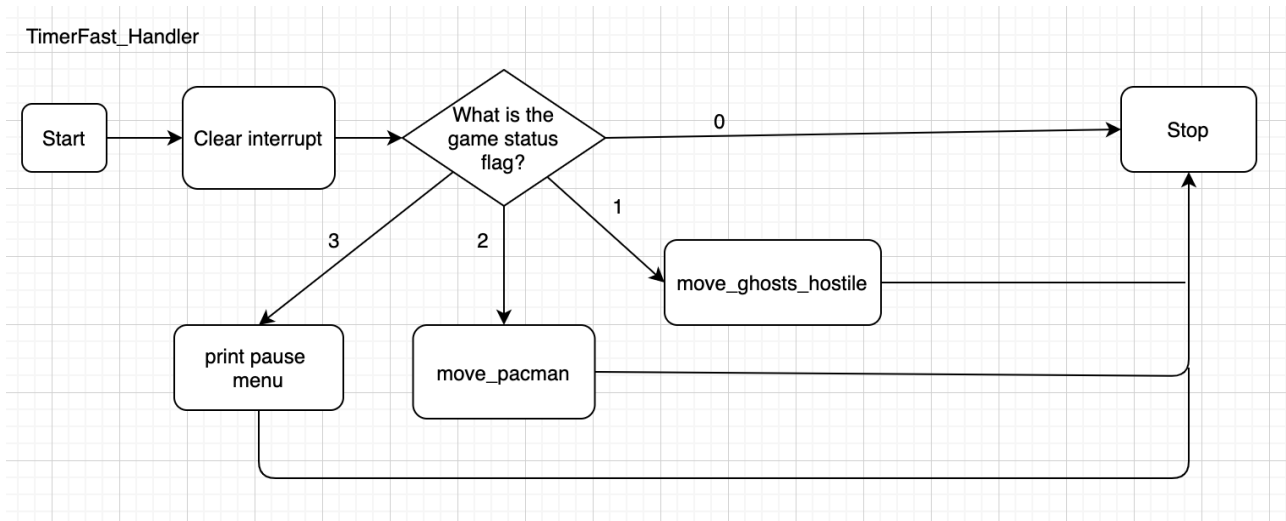 TimerFast_Handler
Start
Clear interrupt
What is the
game status
flag?
0
Stop
1
3
2
move_ghosts_hostile
print pause
menu
move_pacman